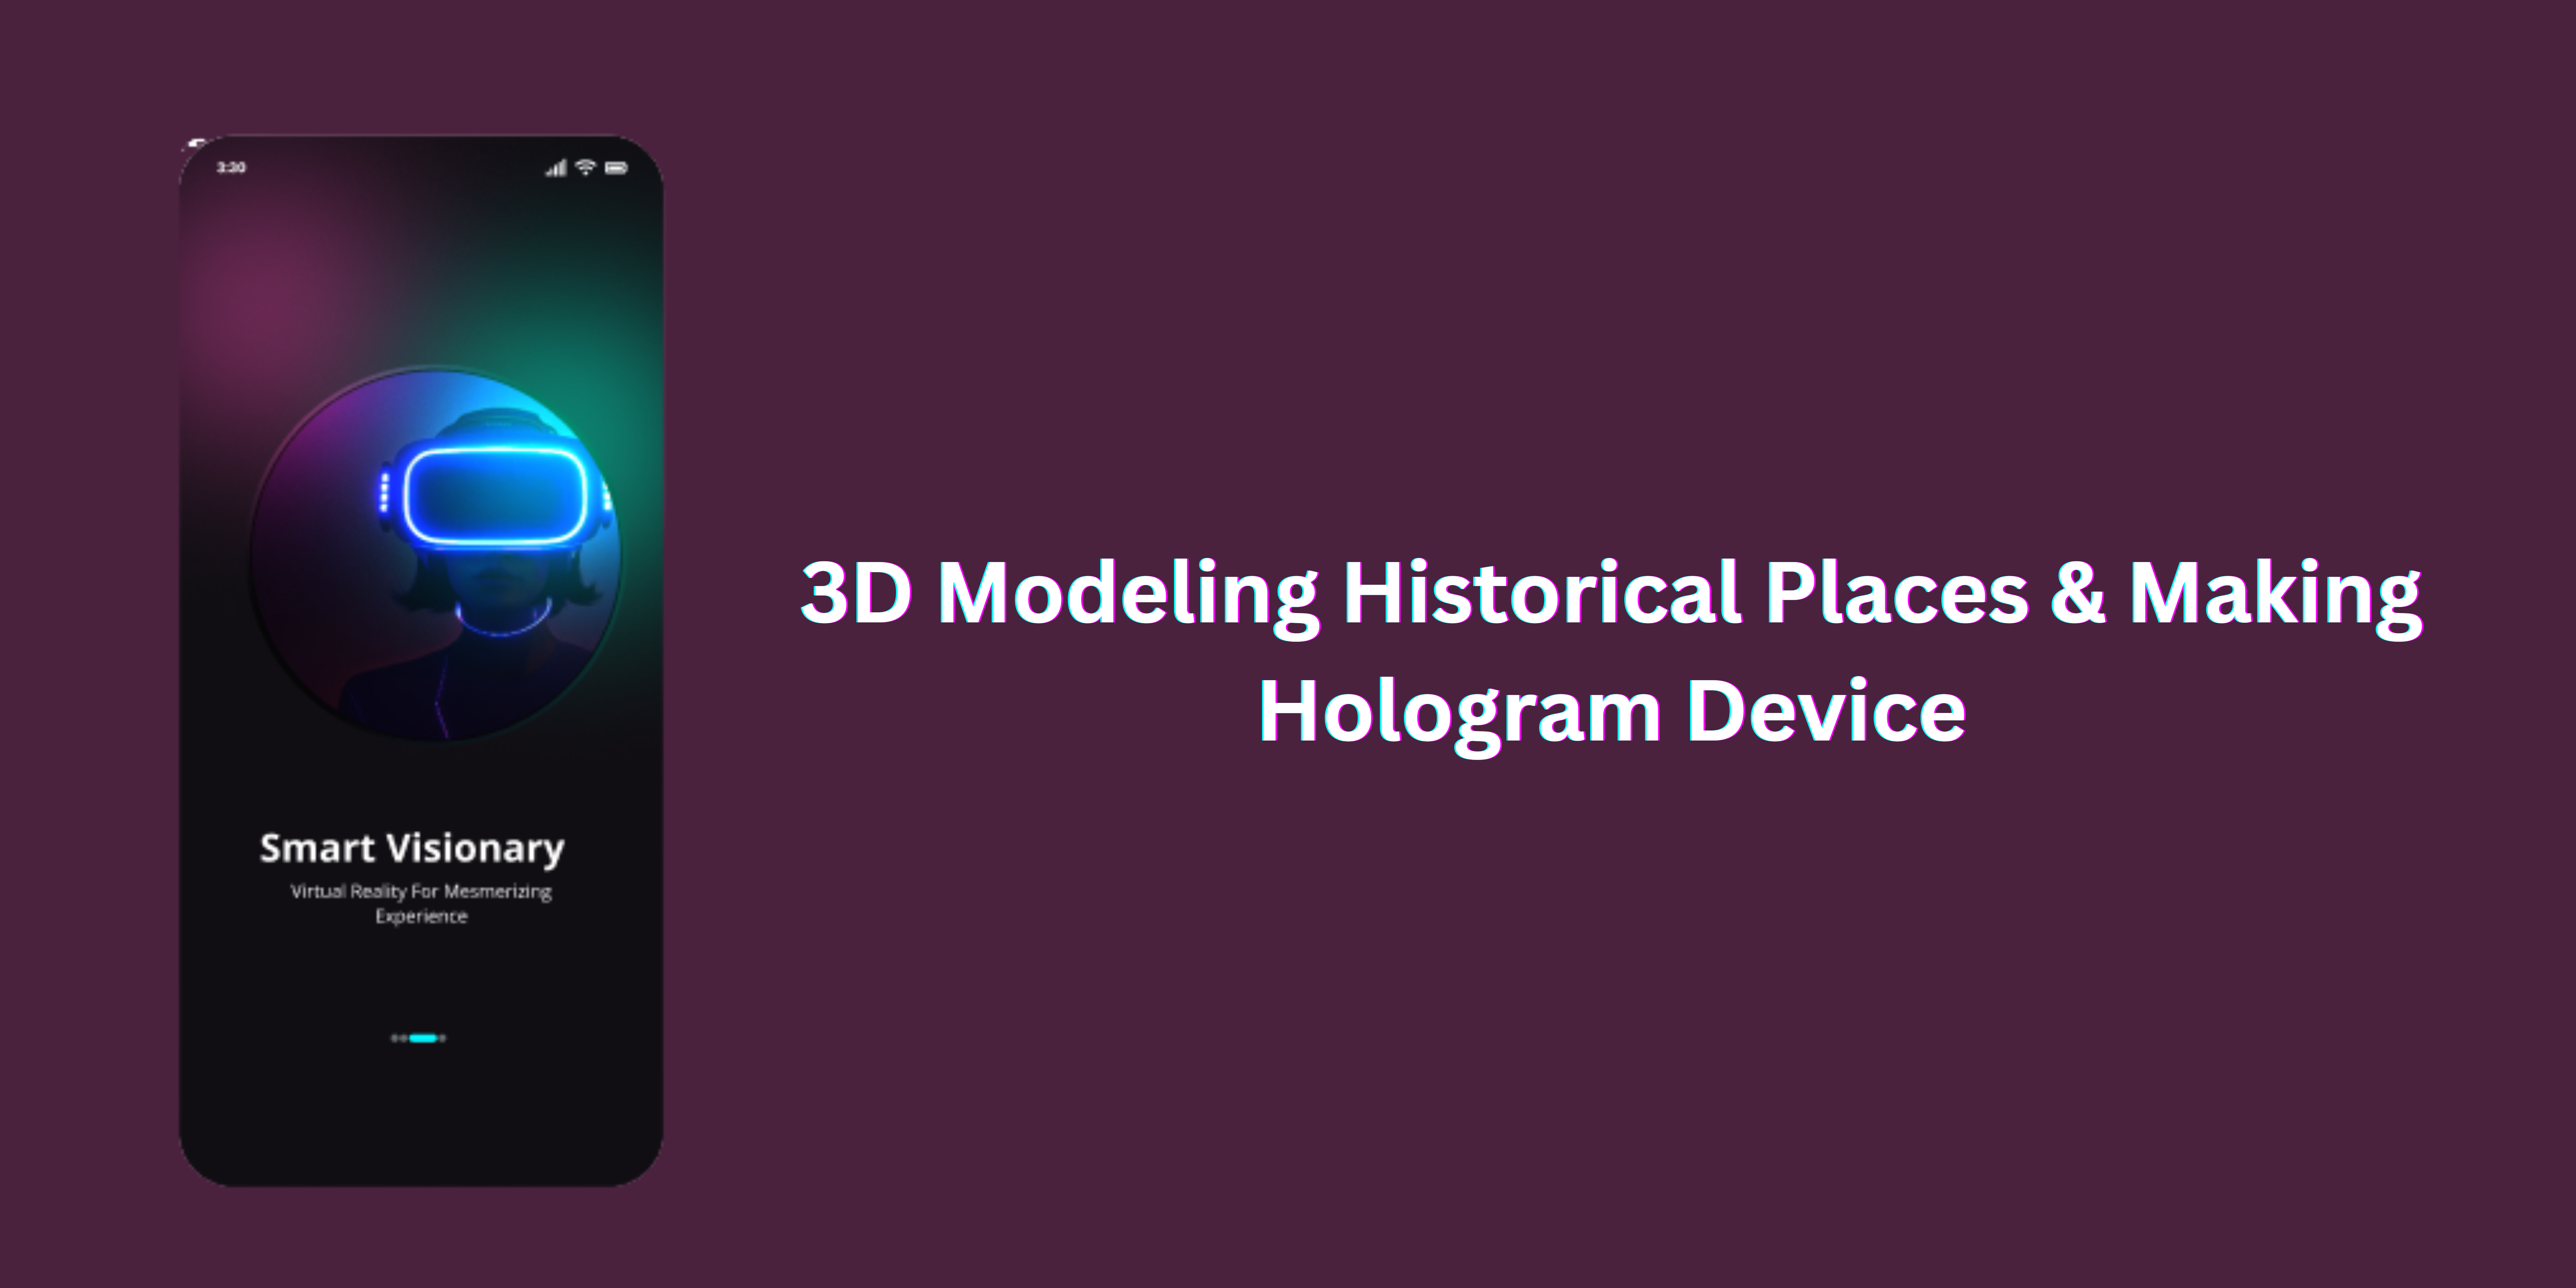 3:30
Smart Visionary
Virtual Reality For Mesmerizing
Experience
3D Modeling Historical Places & Making
Hologram Device